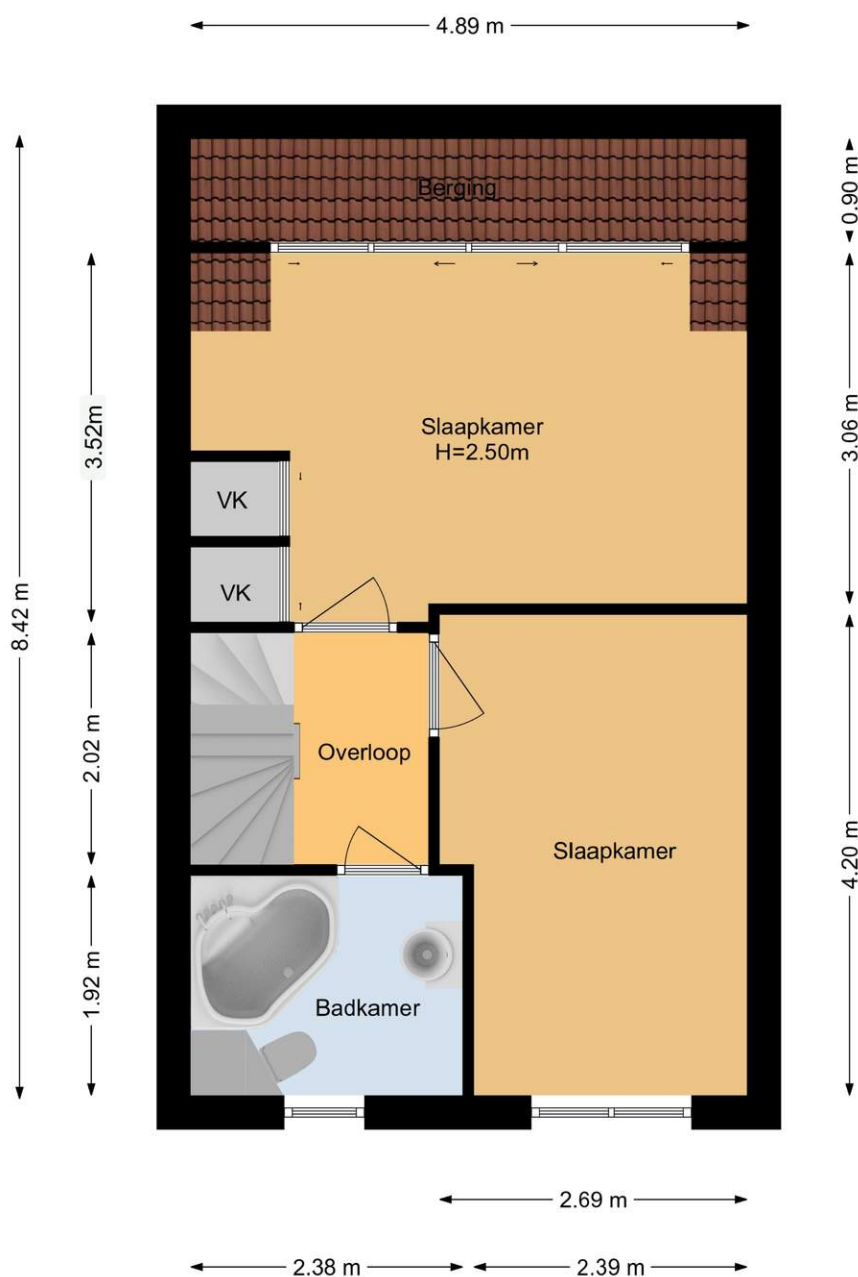 4.89 m
0.90 m
Berging
3.52m
Slaapkamer
H=2.50m
3.06 m
VK
VK
8.42 m
2.02 m
Overloop
Slaapkamer
4.20 m
1.92 m
Badkamer
2.69 m
2.38 m
2.39 m